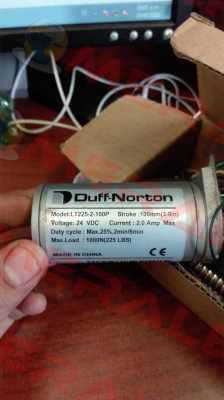 Duff-Norton
Model:LT225-2-100P Stroke :100mm(3.9in)
Voltage: 24 VDC Current : 2.0 Amp Max
Duty cycle : Max.25%,2min/6min
Max.Load : 1000N(225 LBS)
MADE IN CHINA CE